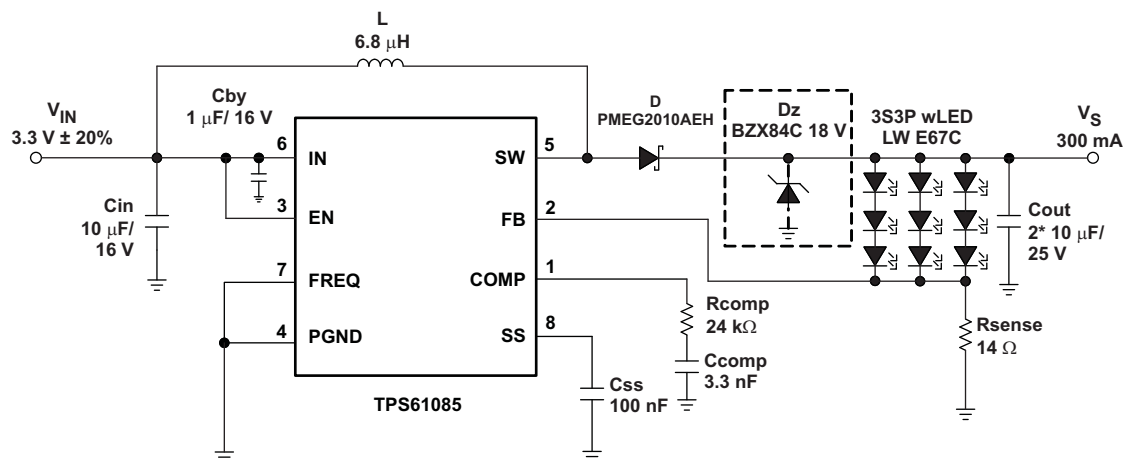 L
6.8 μH
Cby
1 μF/ 16 V
VIN
3.3 V ± 20%
Cin
10 μF/
16 V
6
IN
3
EN
7
FREQ
4
PGND
SW
5
FB
2
COMP
1
SS
8
TPS61085
D
PMEG2010AEH
Dz
BZX84C 18 V
3S3P wLED
LW E67C
VS
300 mA
Cout
2* 10 μF/
25 V
Rcomp
24 kΩ
Ccomp
3.3 nF
Css
100 nF
Rsense
14 Ω